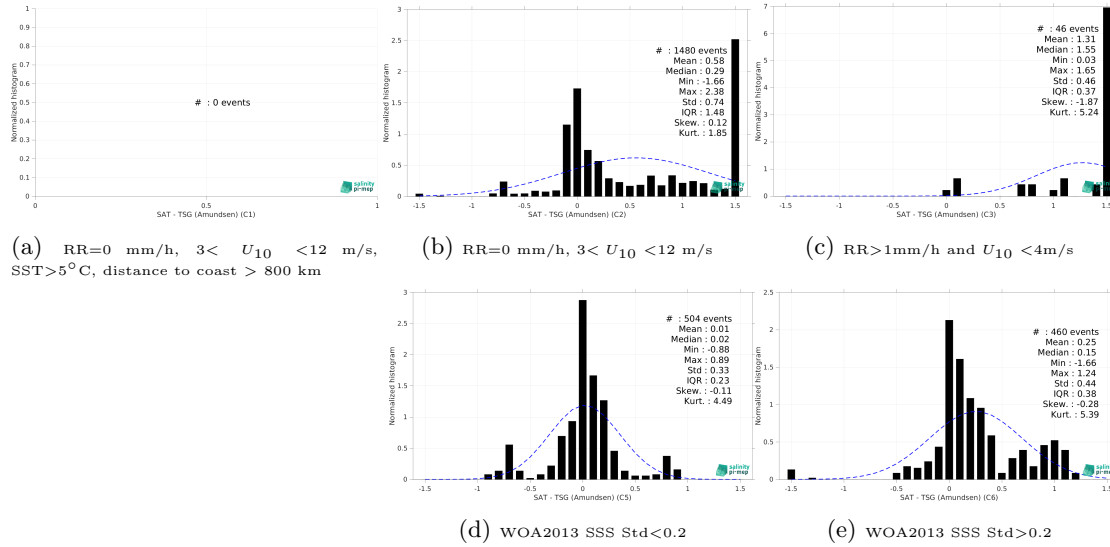 1
0.9
0.8
0.7
0.6
0.5
0.4
0.3
0.2
0.1
0
Normalized histogram
# : 0 events
salinity
pi-mep
0 0.5 1
SAT - TSG (Amundsen) (C1)
3
2.5
2
1.5
1
0.5
0
Normalized histogram
# : 1480 events
Mean : 0.58
Median : 0.29
Min : -1.66
Max : 2.38
Std : 0.74
IQR : 1.48
Skew. : 0.12
Kurt. : 1.85
salinity
pi-mep
-1.5 -1 -0.5 0 0.5 1 1.5
SAT - TSG (Amundsen) (C2)
7
6
5
4
3
2
1
0
Normalized histogram
# : 46 events
Mean : 1.31
Median : 1.55
Min : 0.03
Max : 1.65
Std : 0.46
IQR : 0.37
Skew. : -1.87
Kurt. : 5.24
-1.5 -1 -0.5 0 0.5 1 1.5
SAT - TSG (Amundsen) (C3)
(a) RR=0 mm/h, 3< U10 <12 m/s,
SST>5°C, distance to coast > 800 km
(b) RR=0 mm/h, 3< U10 <12 m/s
(c) RR>1mm/h and U10 <4m/s
3
2.5
2
1.5
1
0.5
0
Normalized histogram
# : 504 events
Mean : 0.01
Median : 0.02
Min : -0.88
Max : 0.89
Std : 0.33
IQR : 0.23
Skew. : -0.11
Kurt. : 4.49
salinity
pi-mep
-1.5 -1 -0.5 0 0.5 1 1.5
SAT - TSG (Amundsen) (C5)
2.5
2
1.5
1
0.5
0
Normalized histogram
# : 460 events
Mean : 0.25
Median : 0.15
Min : -1.66
Max : 1.24
Std : 0.44
IQR : 0.38
Skew. : -0.28
Kurt. : 5.39
-1.5 -1 -0.5 0 0.5 1 1.5
SAT - TSG (Amundsen) (C6)
(d) WOA2013 SSS Std<0.2
(e) WOA2013 SSS Std>0.2